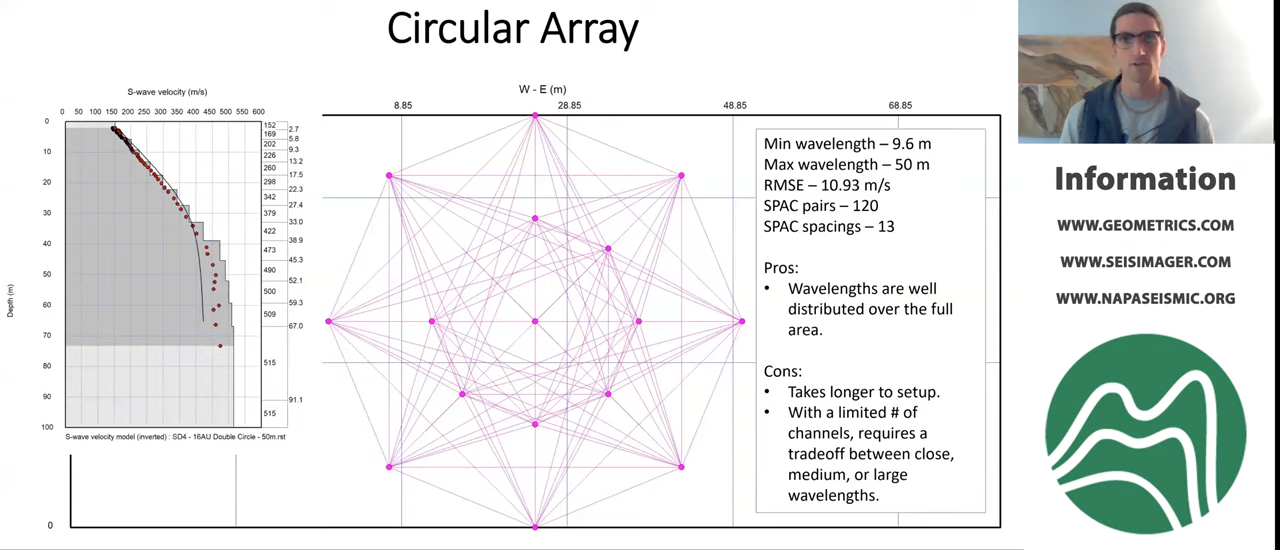 Circular Array
S-wave velocity (m/s)
0 50 100 150 200 250 300 350 400 450 500 550 600
0
10
20
30
40
50
60
70
80
90
100
Depth (m)
152
169
202
226
260
298
342
379
422
473
490
500
509
515
515
2.7
5.8
9.3
13.2
17.5
22.3
27.4
33.0
38.9
45.3
52.1
59.3
67.0
91.1
S-wave velocity model (inverted) : SD4 - 16AU Double Circle - 50m.rst
0
W - E (m)
8.85 28.85 48.85 68.85
Min wavelength – 9.6 m
Max wavelength – 50 m
RMSE – 10.93 m/s
SPAC pairs – 120
SPAC spacings – 13
Pros:
• Wavelengths are well
distributed over the full
area.
Cons:
• Takes longer to setup.
• With a limited # of
channels, requires a
tradeoff between close,
medium, or large
wavelengths.
Information
WWW.GEOMETRICS.COM
WWW.SEISIMAGER.COM
WWW.NAPASEISMIC.ORG